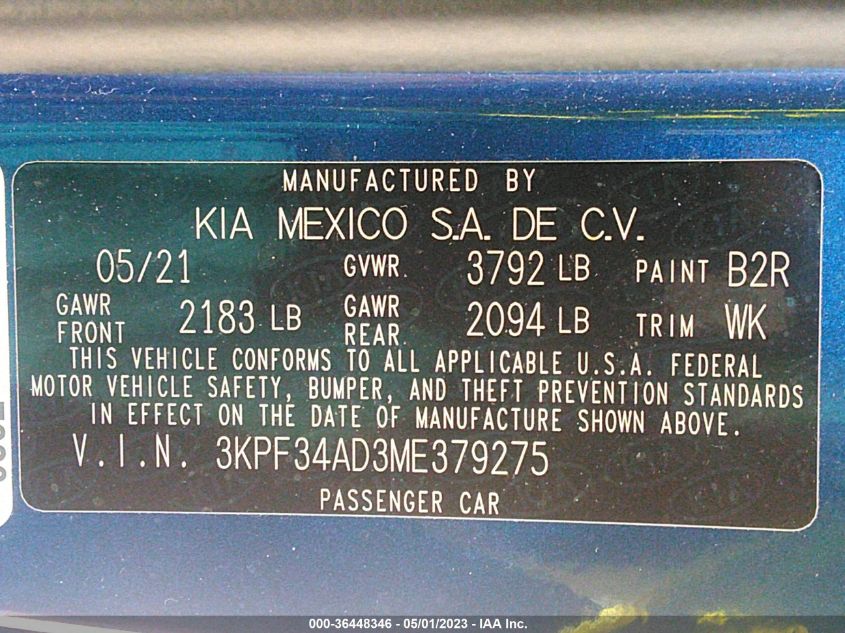 MANUFACTURED BY
KIA MEXICO S.A. DE C.V.
05/21 GVWR. 3792 LB PAINT B2R
GAWR FRONT 2183 LB GAWR REAR. 2094 LB TRIM WK
THIS VEHICLE CONFORMS TO ALL APPLICABLE U.S.A. FEDERAL
MOTOR VEHICLE SAFETY, BUMPER, AND THEFT PREVENTION STANDARDS
IN EFFECT ON THE DATE OF MANUFACTURE SHOWN ABOVE.
V.I.N. 3KPF34AD3ME379275
PASSENGER CAR
000-36448346 - 05/01/2023 - IAA Inc.